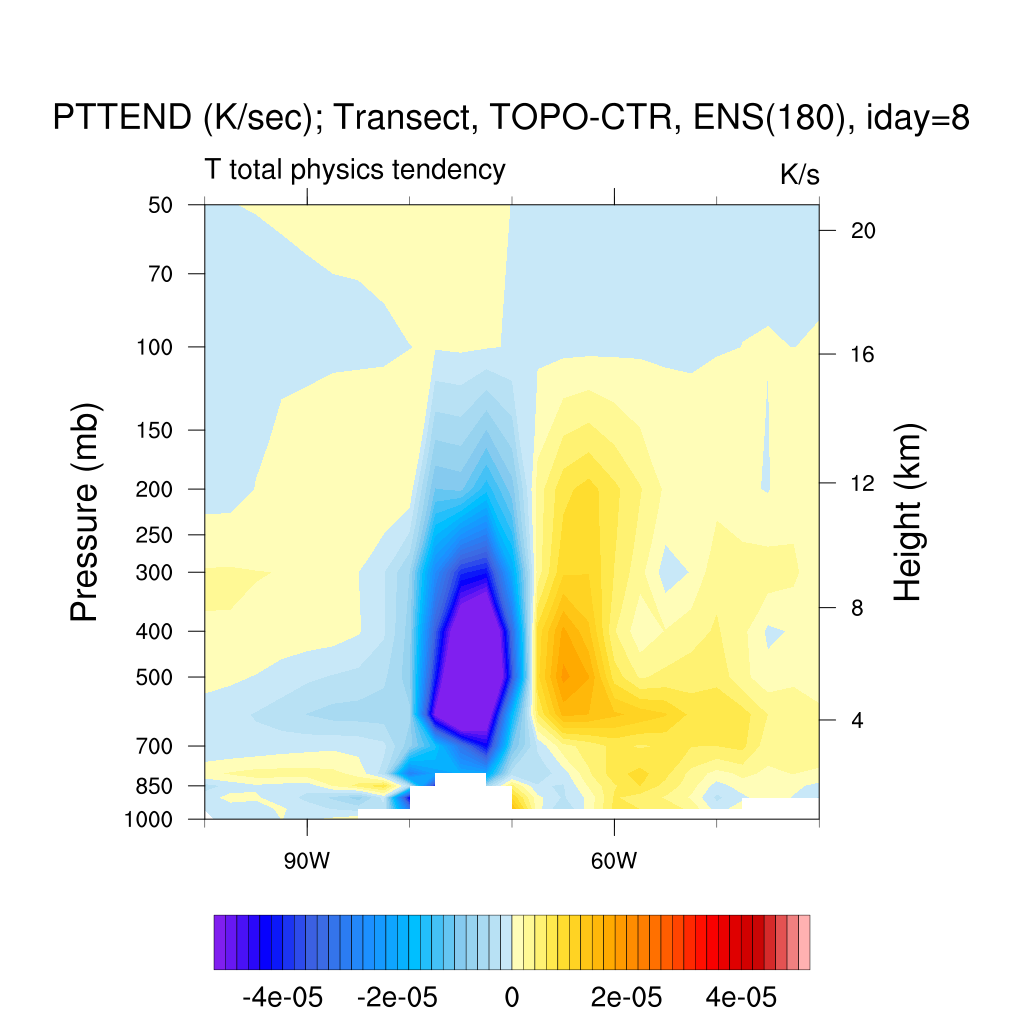 PTTEND (K/sec); Transect, TOPO-CTR, ENS(180), iday=8
T total physics tendency
K/s
50
70
100
150
200
250
300
400
500
700
850
1000
Pressure (mb)
20
16
12
8
4
Height (km)
90W
60W
-4e-05
-2e-05
0
2e-05
4e-05